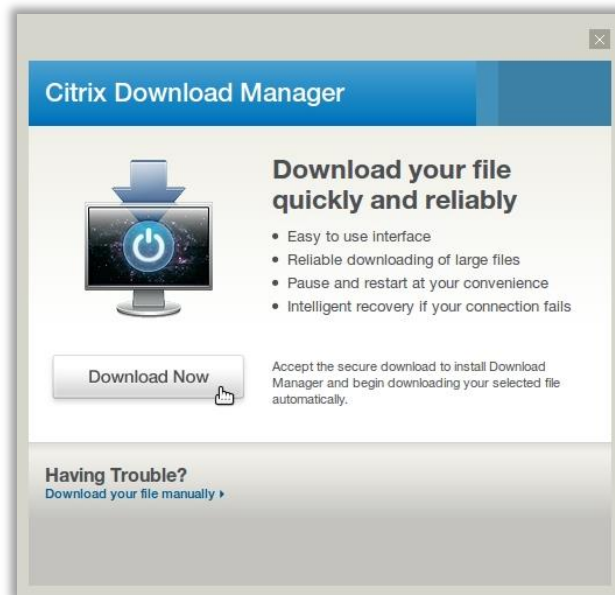 Citrix Download Manager
Download your file
quickly and reliably
• Easy to use interface
• Reliable downloading of large files
• Pause and restart at your convenience
• Intelligent recovery if your connection fails
Download Now
Accept the secure download to install Download
Manager and begin downloading your selected file
automatically.
Having Trouble?
Download your file manually